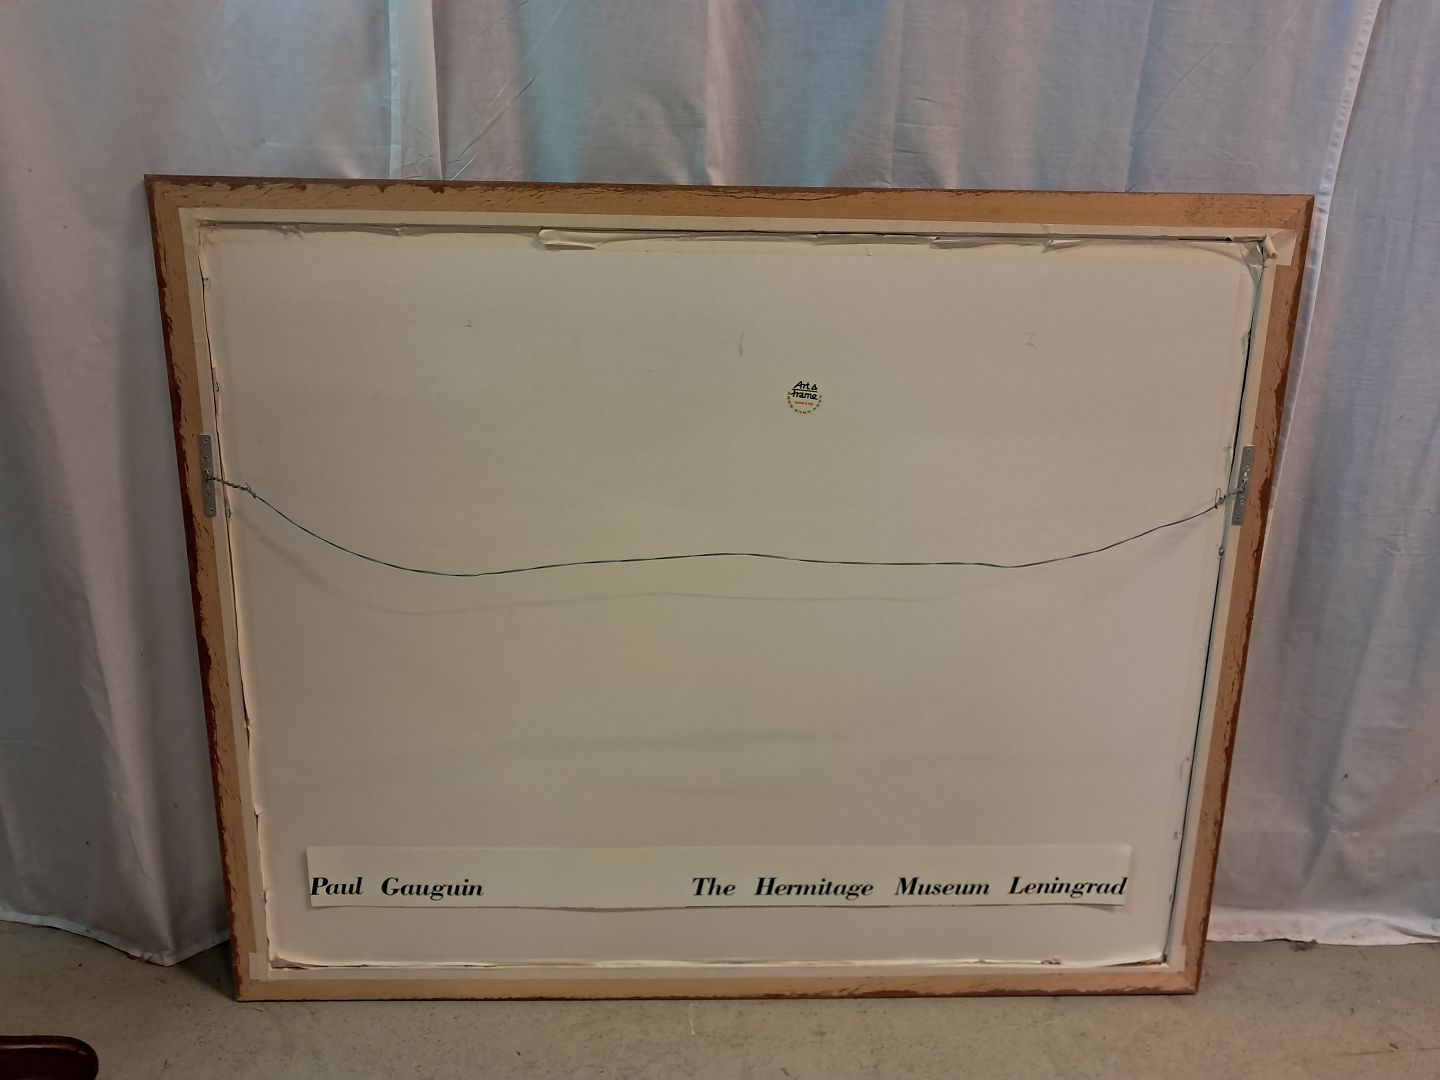 Art &
frame
Paul Gauguin The Hermitage Museum Leningrad